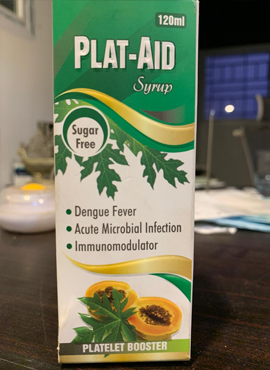 120ml
PLAT-AID
Syrup
Sugar
Free
• Dengue Fever
• Acute Microbial Infection
• Immunomodulator
PLATELET BOOSTER